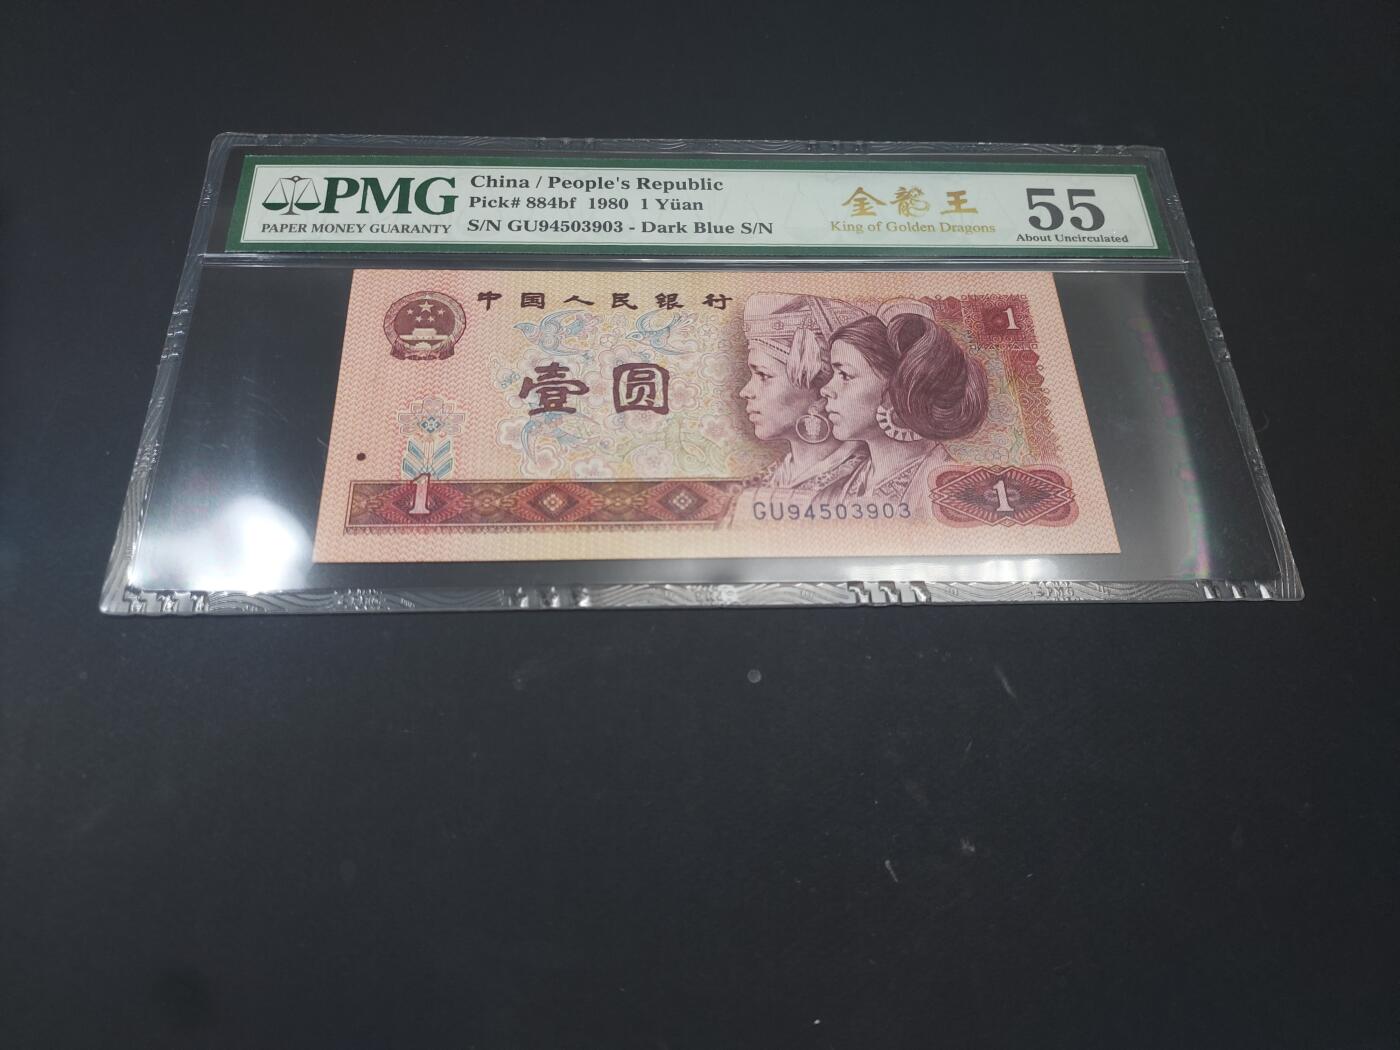 PMG
PAPER MONEY GUARANTY
China / People's Republic
Pick# 884bf 1980 1 Yüan
S/N GU94503903 - Dark Blue S/N
金龍王
King of Golden Dragons
55
About Uncirculated
中国人民银行
1
壹圆
1
GU94503903
1
PMG